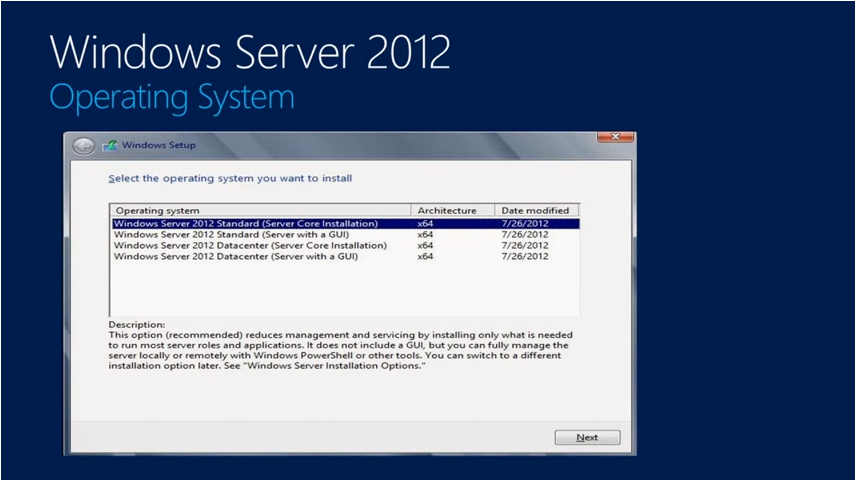 Windows Server 2012
Operating System
Windows Setup
Select the operating system you want to install
Operating system Architecture Date modified
Windows Server 2012 Standard (Server Core Installation) x64 7/26/2012
Windows Server 2012 Standard (Server with a GUI) x64 7/26/2012
Windows Server 2012 Datacenter (Server Core Installation) x64 7/26/2012
Windows Server 2012 Datacenter (Server with a GUI) x64 7/26/2012
Description:
This option (recommended) reduces management and servicing by installing only what is needed
to run most server roles and applications. It does not include a GUI, but you can fully manage the
server locally or remotely with Windows PowerShell or other tools. You can switch to a different
installation option later. See "Windows Server Installation Options."
Next